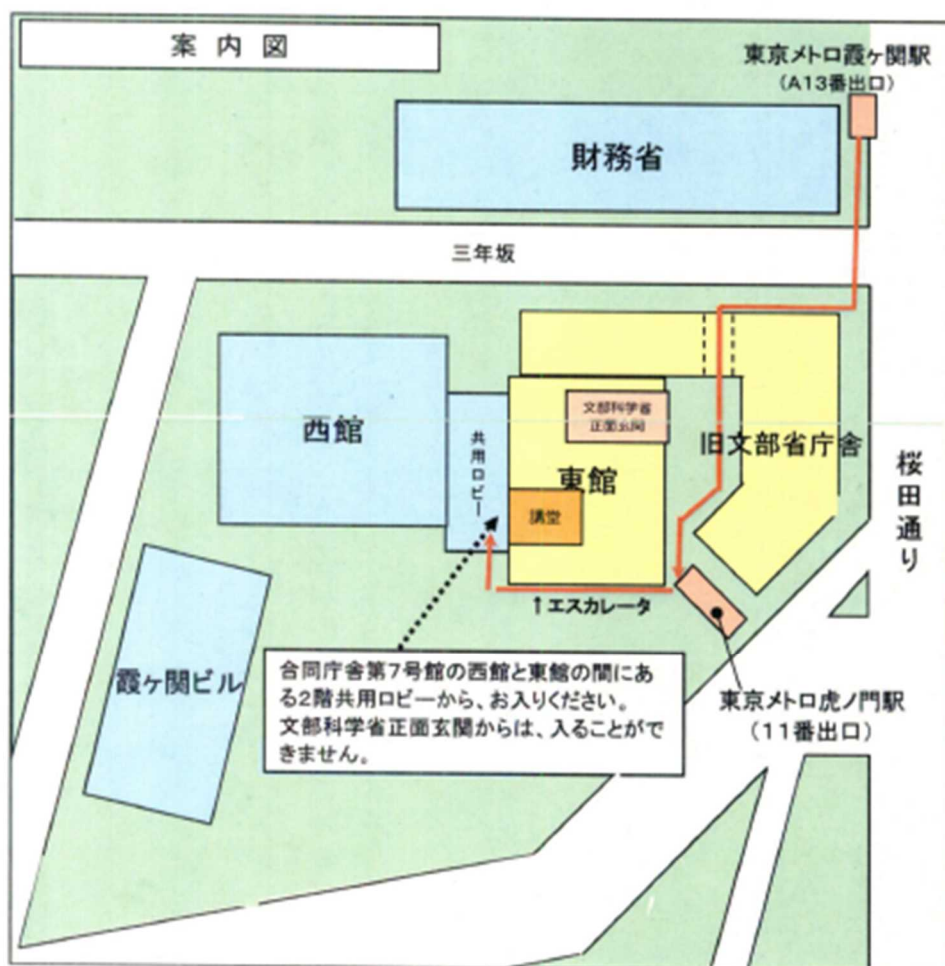 案内図
東京メトロ霞ヶ関駅
(A13番出口)
財務省
三年坂
西館
共用ロビー
文部科学省
正面玄関
東館
講堂
旧文部省庁舎
桜田通り
↑エスカレータ
霞ヶ関ビル
合同庁舎第7号館の西館と東館の間にあ
る2階共用ロビーから、お入りください。
文部科学省正面玄関からは、入ることがで
きません。
東京メトロ虎ノ門駅
(11番出口)